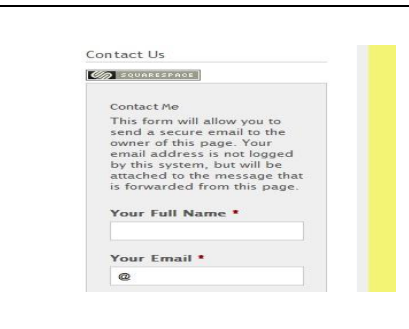 Contact Us
SQUARESPACE
Contact Me
This form will allow you to
send a secure email to the
owner of this page. Your
email address is not logged
by this system, but will be
attached to the message that
is forwarded from this page.
Your Full Name *
Your Email *
@